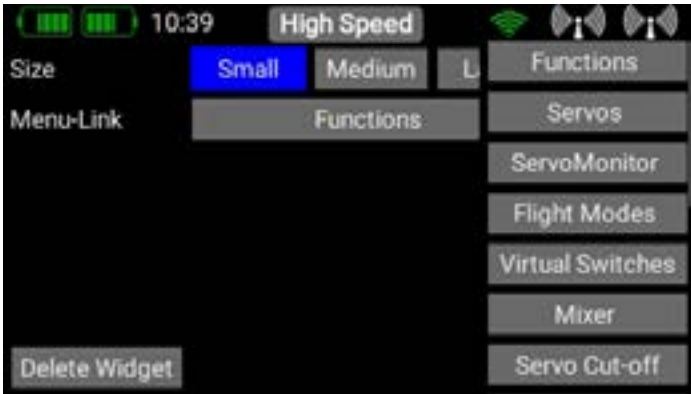 10:39 High Speed
Size Small Medium
Menu-Link Functions
Functions
Servos
ServoMonitor
Flight Modes
Virtual Switches
Mixer
Servo Cut-off
Delete Widget